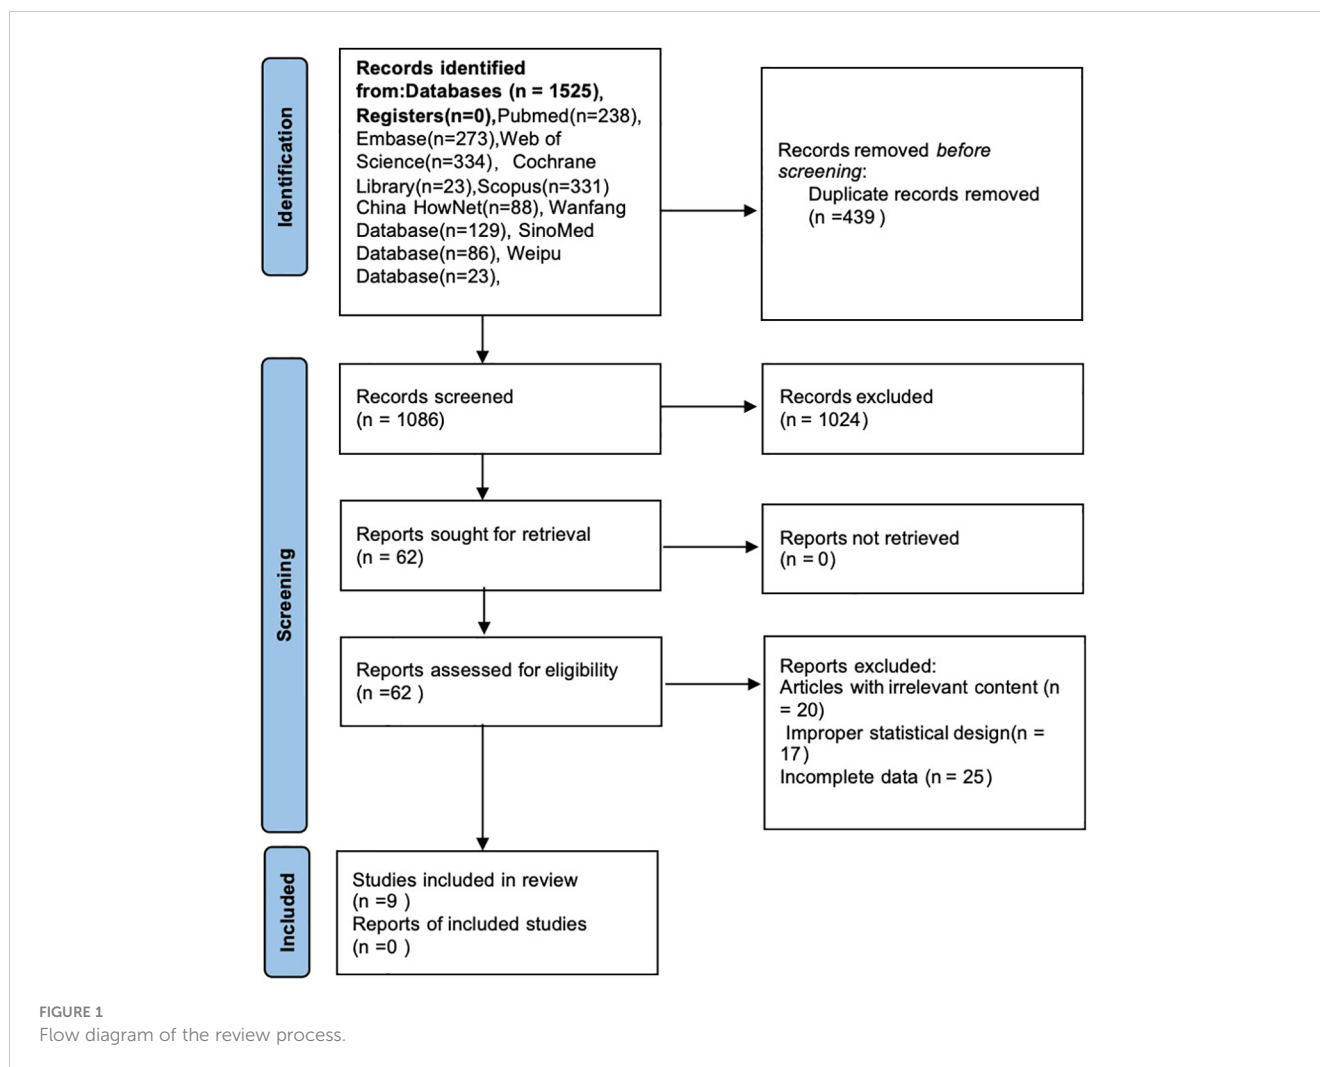 Identification
Records identified
from:Databases (n = 1525),
Registers(n=0),Pubmed(n=238),
Embase(n=273),Web of
Science(n=334), Cochrane
Library(n=23),Scopus(n=331)
China HowNet(n=88), Wanfang
Database(n=129), SinoMed
Database(n=86), Weipu
Database(n=23),
Records removed before
screening:
Duplicate records removed
(n =439 )
Screening
Records screened
(n = 1086)
Records excluded
(n = 1024)
Reports sought for retrieval
(n = 62)
Reports not retrieved
(n = 0)
Reports assessed for eligibility
(n =62 )
Reports excluded:
Articles with irrelevant content (n
= 20)
Improper statistical design(n =
17)
Incomplete data (n = 25)
Included
Studies included in review
(n =9 )
Reports of included studies
(n =0 )
FIGURE 1
Flow diagram of the review process.